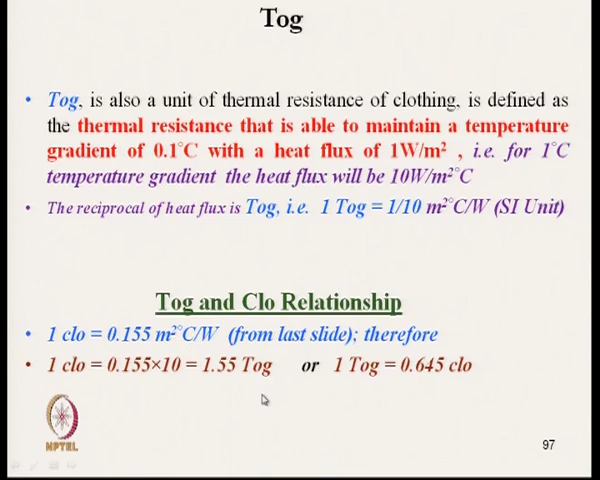 Tog
• Tog, is also a unit of thermal resistance of clothing, is defined as
the thermal resistance that is able to maintain a temperature
gradient of 0.1°C with a heat flux of 1W/m² , i.e. for 1°C
temperature gradient the heat flux will be 10W/m²°C
• The reciprocal of heat flux is Tog, i.e. 1 Tog = 1/10 m²°C/W (SI Unit)
Tog and Clo Relationship
• 1 clo = 0.155 m²°C/W (from last slide); therefore
• 1 clo = 0.155×10 = 1.55 Tog or 1 Tog = 0.645 clo
NPTEL
97